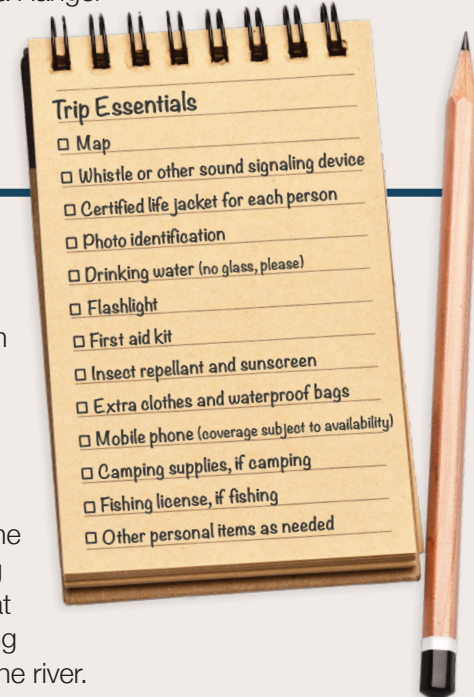 Trip Essentials
□ Map
□ Whistle or other sound signaling device
□ Certified life jacket for each person
□ Photo identification
□ Drinking water (no glass, please)
□ Flashlight
□ First aid kit
□ Insect repellant and sunscreen
□ Extra clothes and waterproof bags
□ Mobile phone (coverage subject to availability)
□ Camping supplies, if camping
□ Fishing license, if fishing
□ Other personal items as needed
he river.